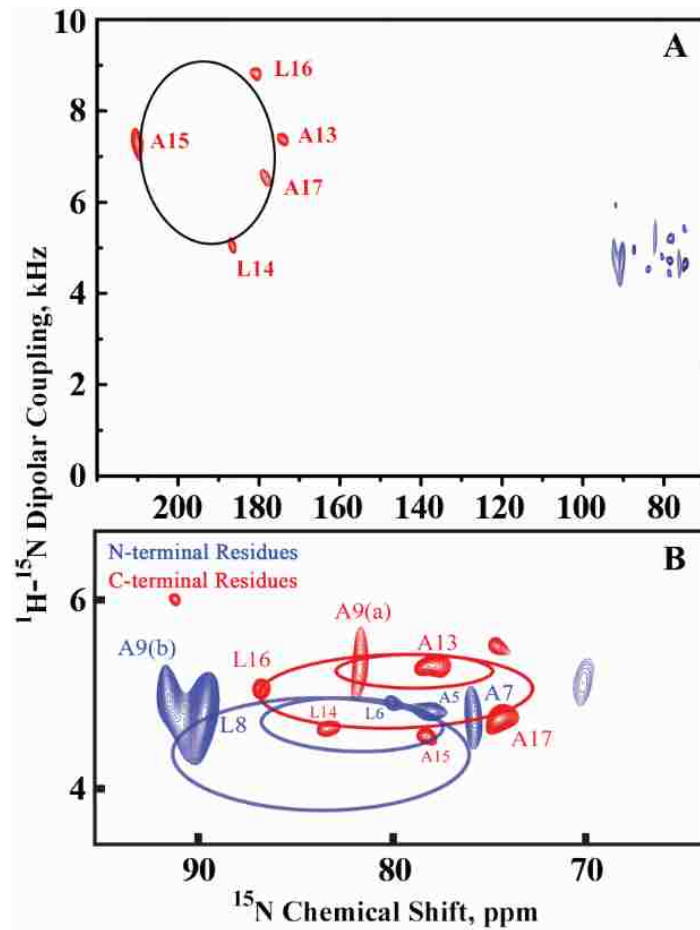 10
A
L16
8
A15
A13
A17
6
L14
4
2
0
200 180 160 140 120 100 80
¹H-¹⁵N Dipolar Coupling, kHz
N-terminal Residues
B
C-terminal Residues
6
A9(a)
A13
A9(b)
L16
L8
L14
L6
A5
A7
A15
A17
4
90 80 70
¹⁵N Chemical Shift, ppm